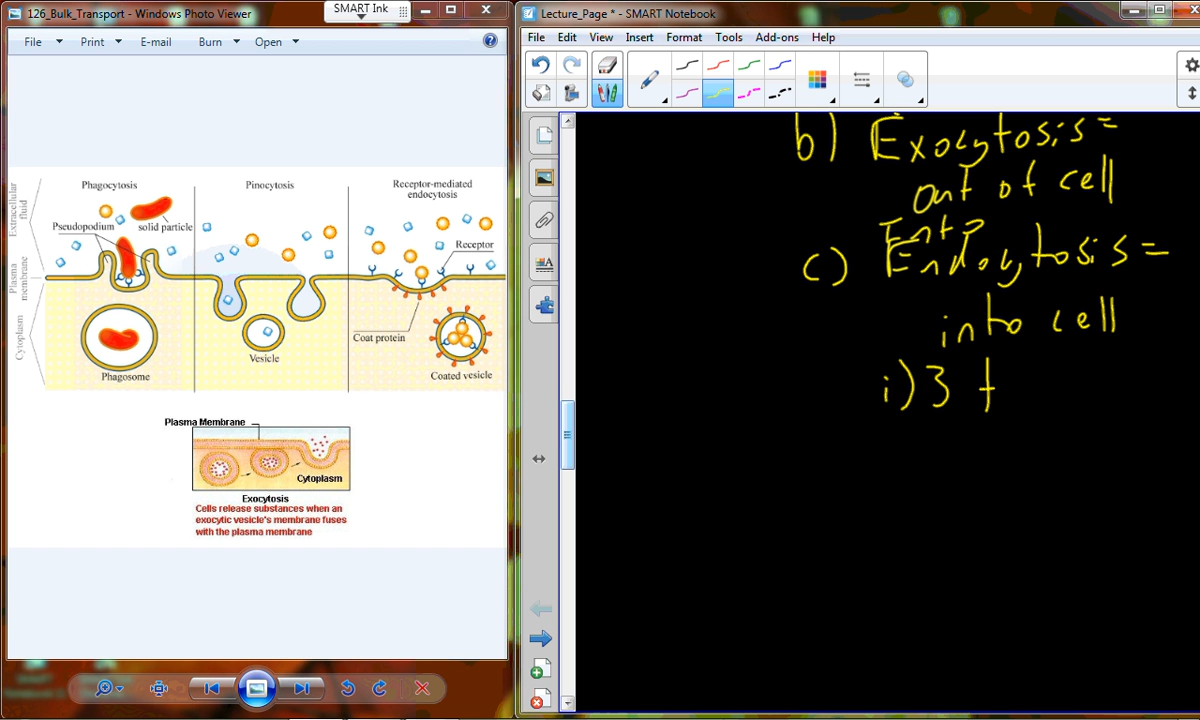 126_Bulk_Transport - Windows Photo Viewer
SMART Ink
File Print E-mail Burn Open
Phagocytosis
Pinocytosis
Receptor-mediated
endocytosis
Extracellular
fluid
Plasma
membrane
Cytoplasm
Pseudopodium
solid particle
Receptor
Coat protein
Vesicle
Phagosome
Coated vesicle
Plasma Membrane
Cytoplasm
Exocytosis
Cells release substances when an
exocytic vesicle's membrane fuses
with the plasma membrane
Lecture_Page * - SMART Notebook
File Edit View Insert Format Tools Add-ons Help
b) Exocytosis =
out of cell
Ento
c) Endocytosis =
into cell
i) 3 t